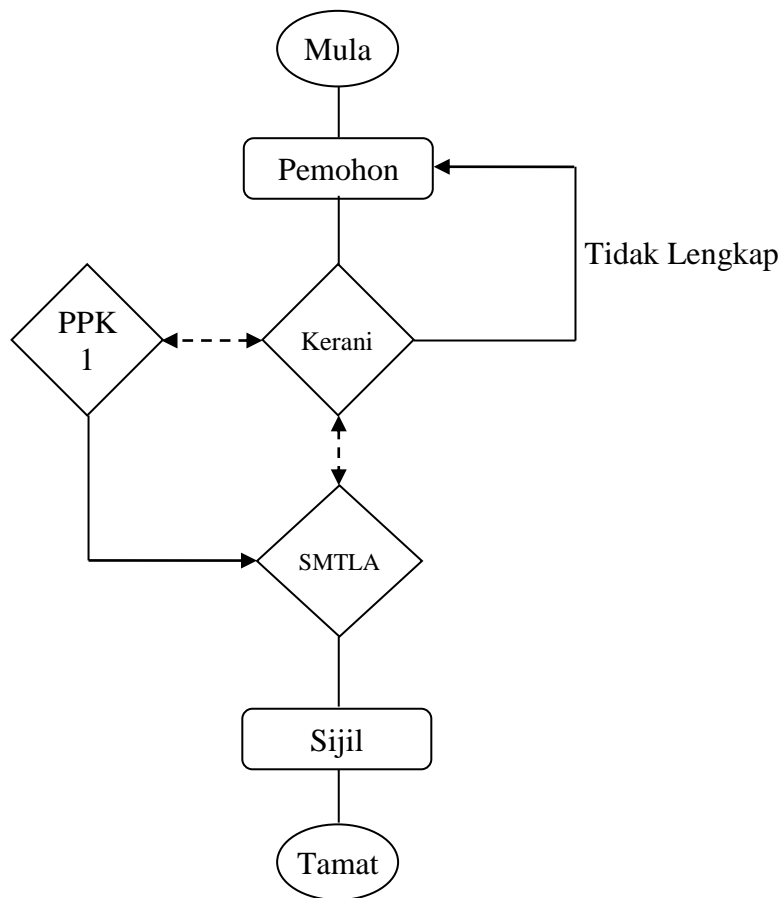 Mula
Pemohon
Tidak Lengkap
PPK
1
Kerani
SMTLA
Sijil
Tamat